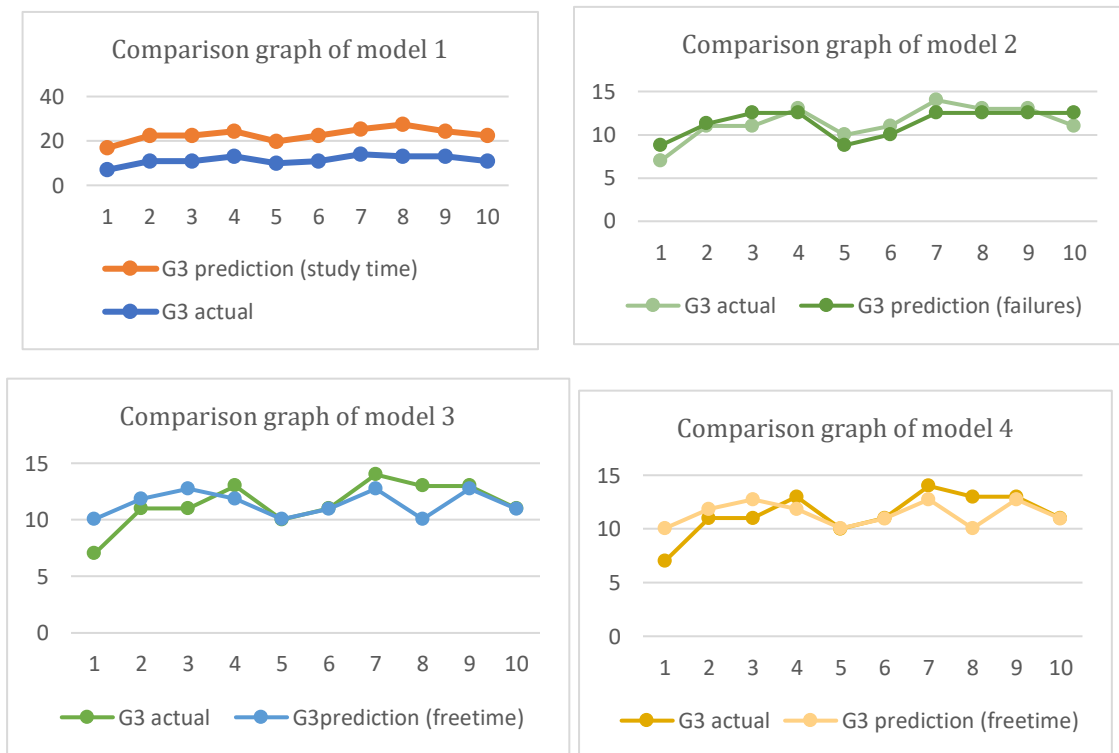 Comparison graph of model 1
40
20
0
1 2 3 4 5 6 7 8 9 10
G3 prediction (study time)
G3 actual
Comparison graph of model 2
15
10
5
0
1 2 3 4 5 6 7 8 9 10
G3 actual G3 prediction (failures)
Comparison graph of model 3
15
10
5
0
1 2 3 4 5 6 7 8 9 10
G3 actual G3prediction (freetime)
Comparison graph of model 4
15
10
5
0
1 2 3 4 5 6 7 8 9 10
G3 actual G3 prediction (freetime)